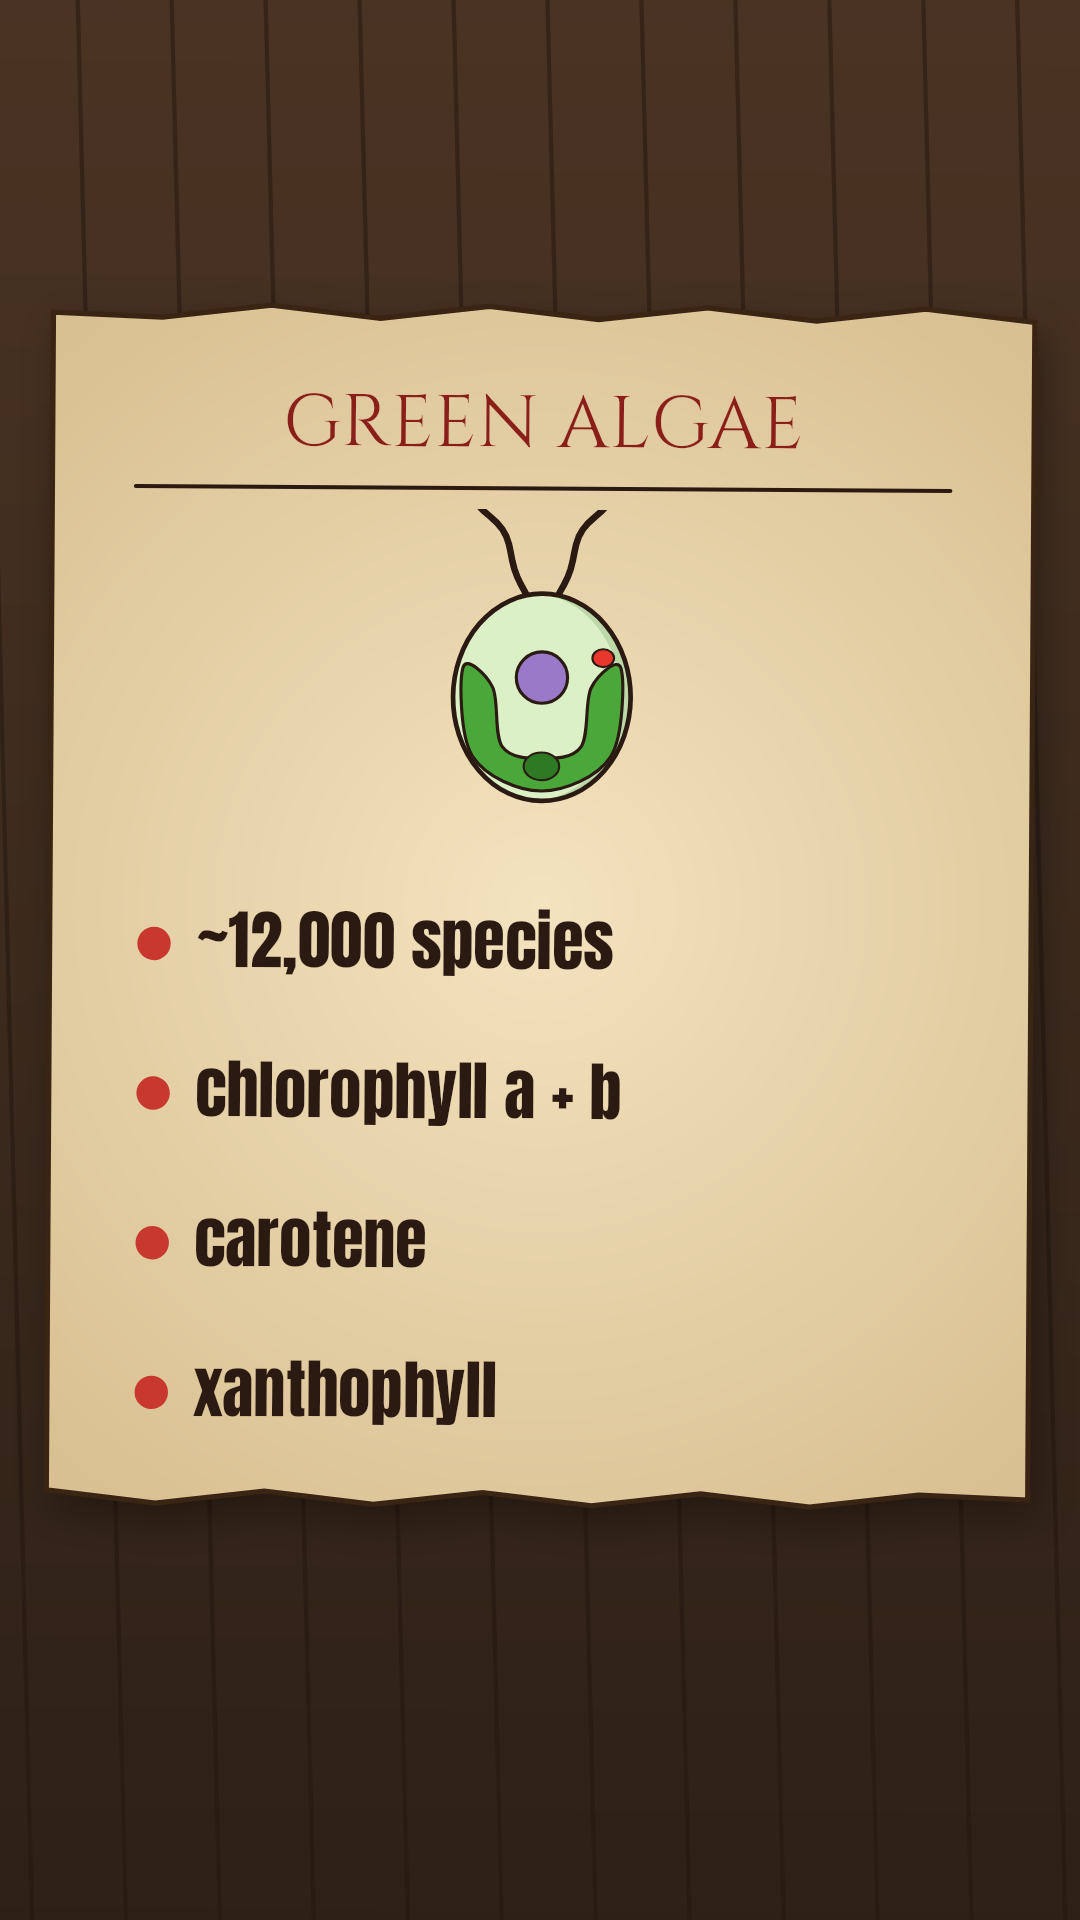 GREEN ALGAE
~12,000 species
chlorophyll a + b
carotene
xanthophyll